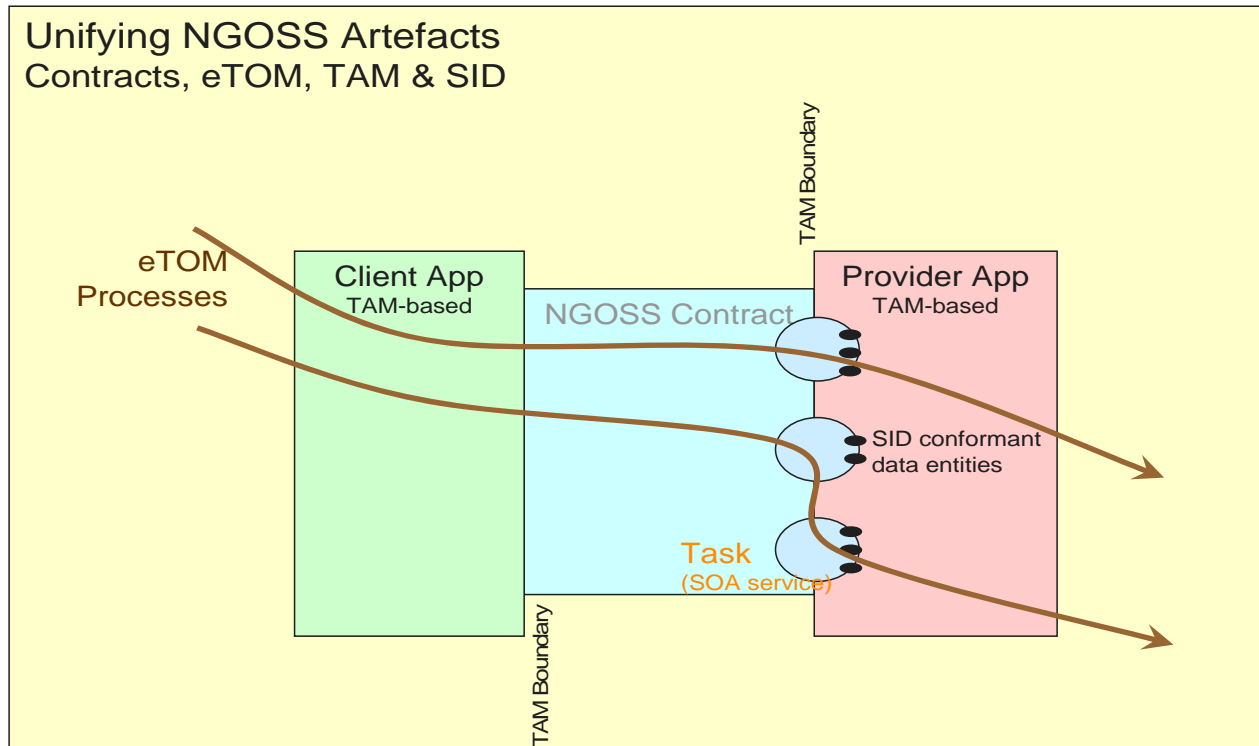 Unifying NGOSS Artefacts
Contracts, eTOM, TAM & SID
TAM Boundary
eTOM
Processes
Client App
TAM-based
NGOSS Contract
Provider App
TAM-based
SID conformant
data entities
Task
(SOA service)
TAM Boundary